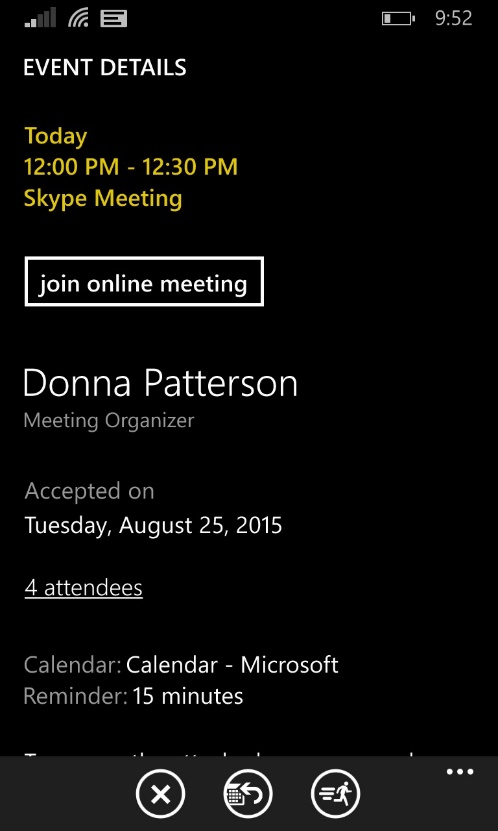 9:52
EVENT DETAILS
Today
12:00 PM - 12:30 PM
Skype Meeting
join online meeting
Donna Patterson
Meeting Organizer
Accepted on
Tuesday, August 25, 2015
4 attendees
Calendar: Calendar - Microsoft
Reminder: 15 minutes